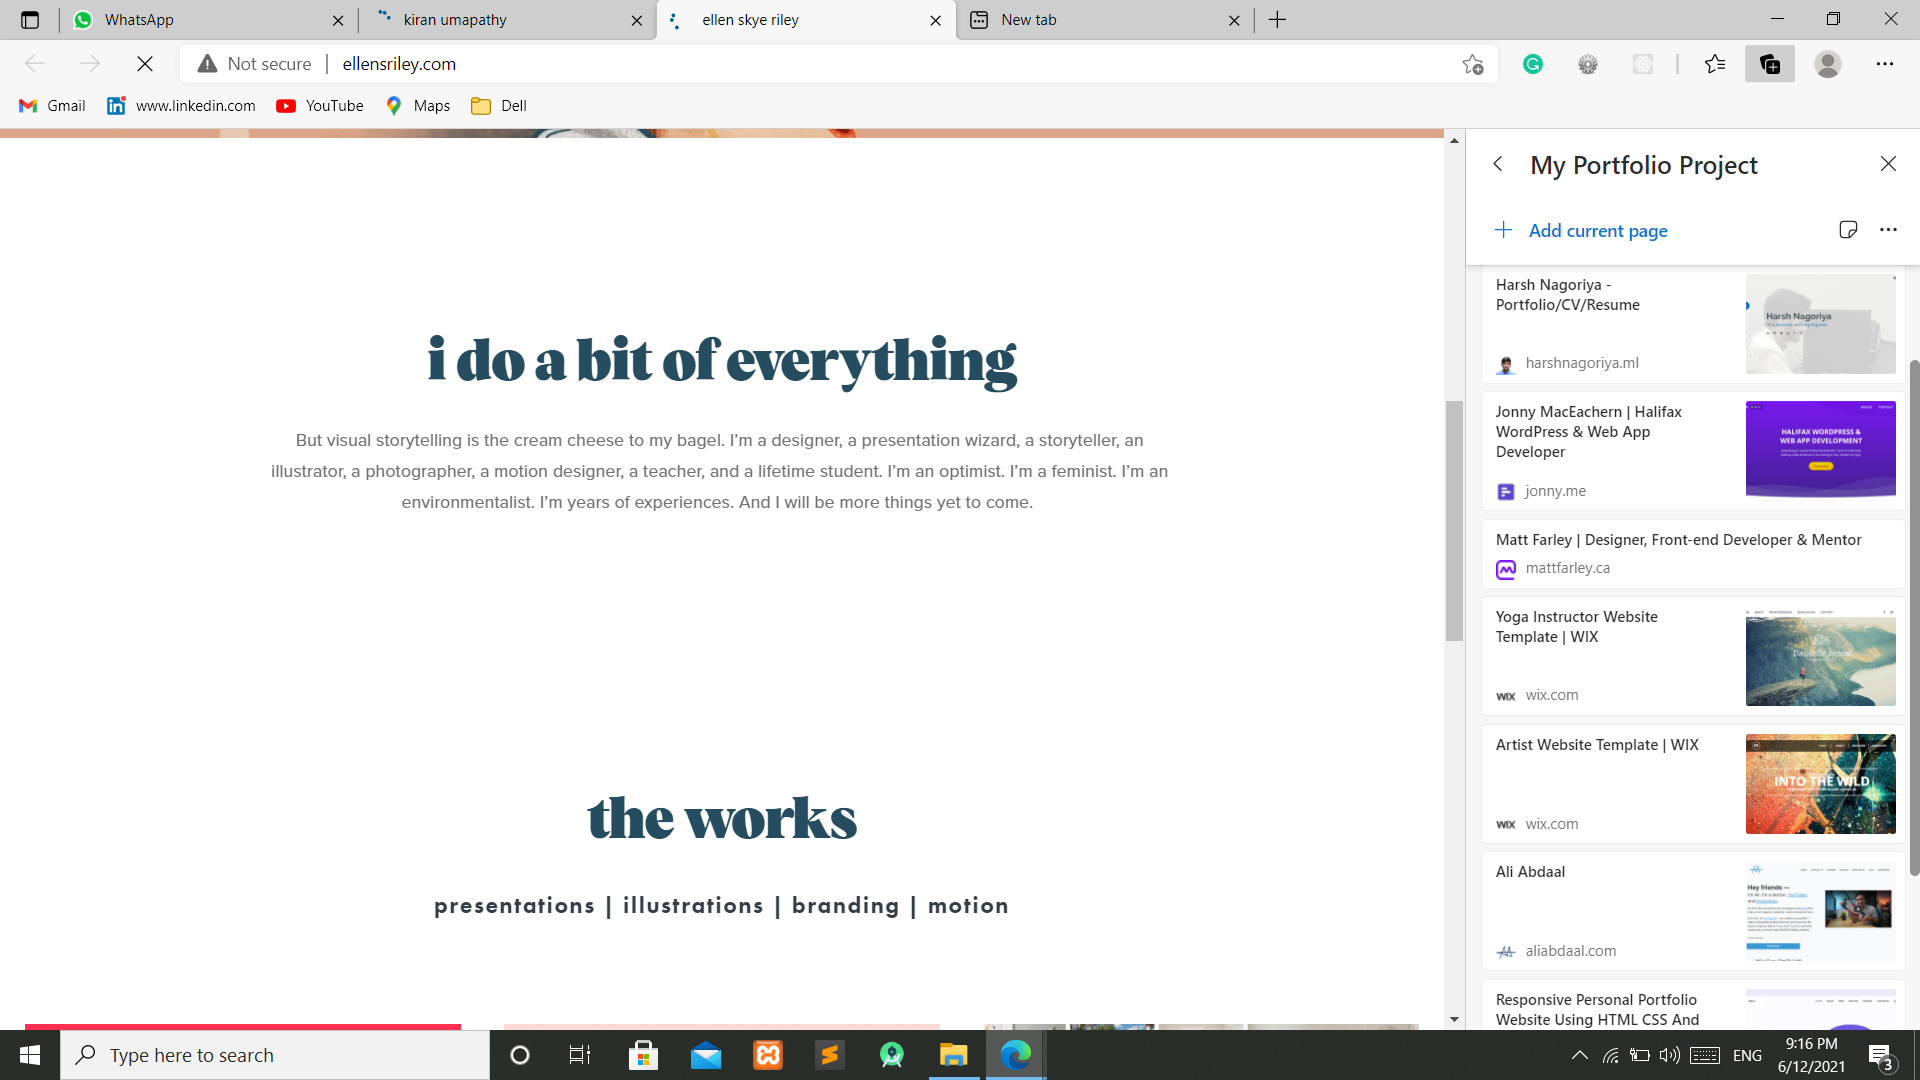 WhatsApp
kiran umapathy
ellen skye riley
New tab
Not secure
ellensriley.com
Gmail
www.linkedin.com
YouTube
Maps
Dell
i do a bit of everything
But visual storytelling is the cream cheese to my bagel. I’m a designer, a presentation wizard, a storyteller, an
illustrator, a photographer, a motion designer, a teacher, and a lifetime student. I’m an optimist. I’m a feminist. I’m an
environmentalist. I’m years of experiences. And I will be more things yet to come.
the works
presentations | illustrations | branding | motion
My Portfolio Project
Add current page
Harsh Nagoriya -
Portfolio/CV/Resume
harshnagoriya.ml
Harsh Nagoriya
Jonny MacEachern | Halifax
WordPress & Web App
Developer
jonny.me
HALIFAX WORDPRESS &
WEB APP DEVELOPMENT
Matt Farley | Designer, Front-end Developer & Mentor
mattfarley.ca
Yoga Instructor Website
Template | WIX
WIX wix.com
Artist Website Template | WIX
WIX wix.com
INTO THE WILD
Ali Abdaal
aliabdaal.com
Hey friends —
Responsive Personal Portfolio
Website Using HTML CSS And
Type here to search
ENG
9:16 PM
6/12/2021
3